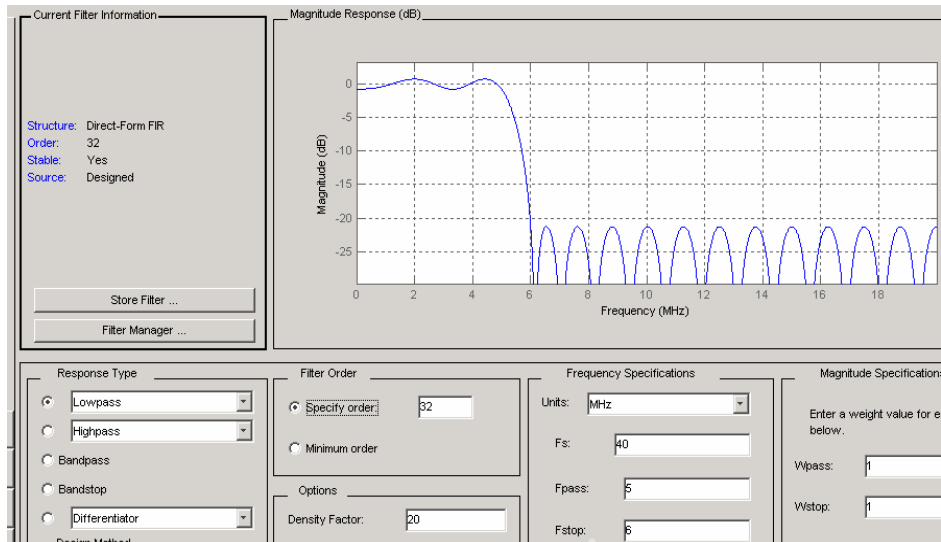 Current Filter Information
Structure: Direct-Form FIR
Order: 32
Stable: Yes
Source: Designed
Store Filter ...
Filter Manager ...
Magnitude Response (dB)
0
-5
-10
-15
-20
-25
Magnitude (dB)
0 2 4 6 8 10 12 14 16 18
Frequency (MHz)
Response Type
Lowpass
Highpass
Bandpass
Bandstop
Differentiator
Design Method
Filter Order
Specify order: 32
Minimum order
Options
Density Factor: 20
Frequency Specifications
Units: MHz
Fs: 40
Fpass: 5
Fstop: 6
Magnitude Specifications
Enter a weight value for e
below.
Wpass: 1
Wstop: 1